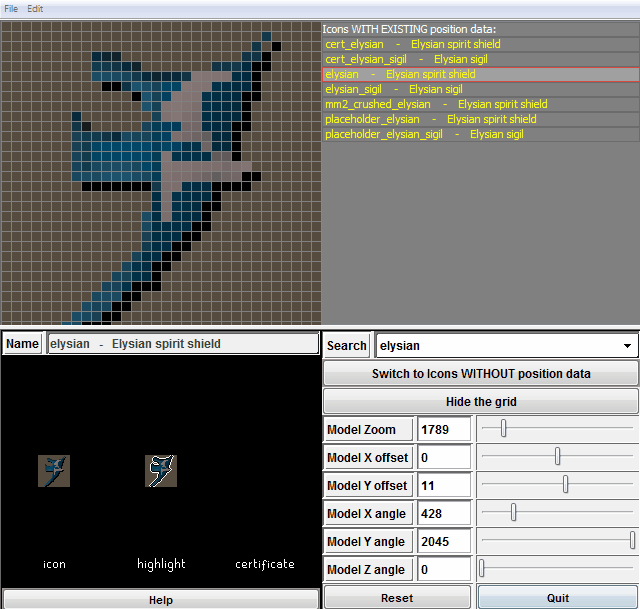 File Edit
Icons WITH EXISTING position data:
cert_elysian - Elysian spirit shield
cert_elysian_sigil - Elysian sigil
elysian - Elysian spirit shield
elysian_sigil - Elysian sigil
mm2_crushed_elysian - Elysian spirit shield
placeholder_elysian - Elysian spirit shield
placeholder_elysian_sigil - Elysian sigil
Name elysian - Elysian spirit shield
Search elysian
Switch to Icons WITHOUT position data
Hide the grid
Model Zoom 1789
Model X offset 0
Model Y offset 11
Model X angle 428
Model Y angle 2045
Model Z angle 0
icon highlight certificate
Help
Reset Quit